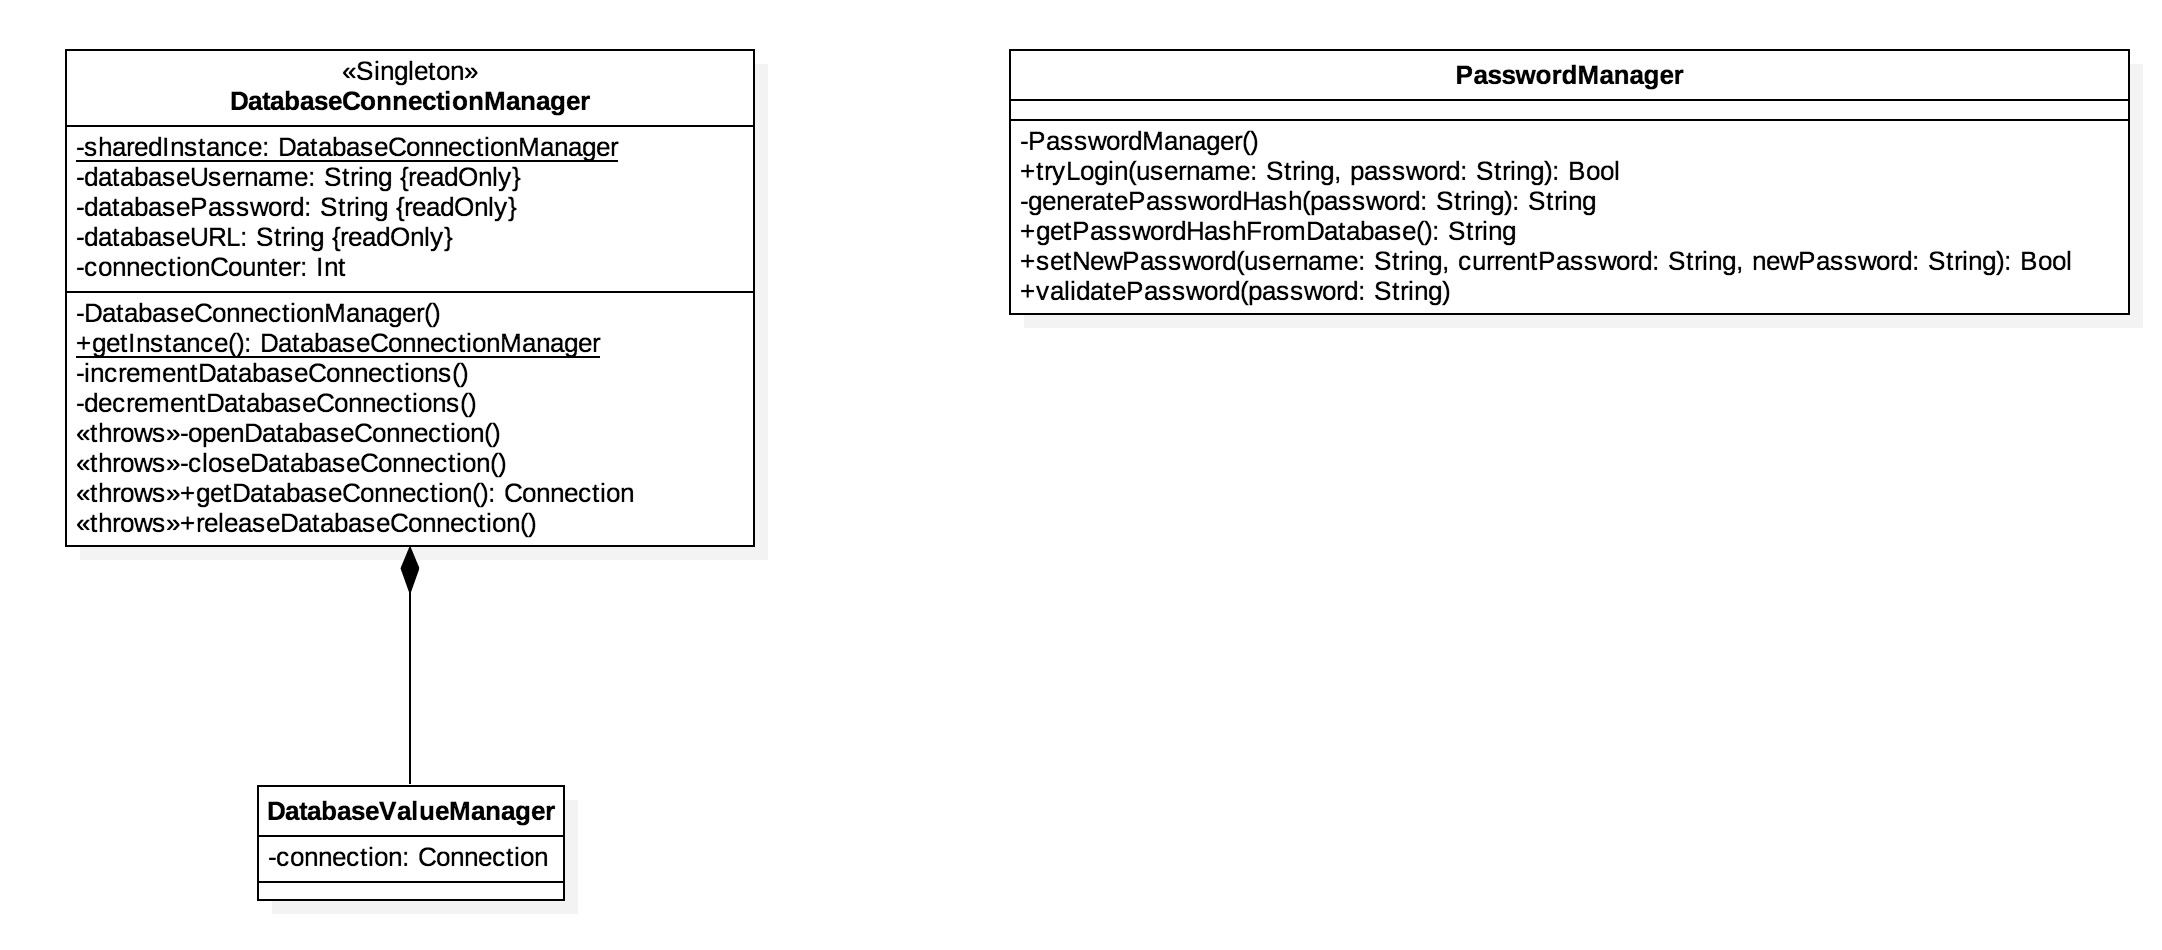 «Singleton»
DatabaseConnectionManager
-sharedInstance: DatabaseConnectionManager
-databaseUsername: String {readOnly}
-databasePassword: String {readOnly}
-databaseURL: String {readOnly}
-connectionCounter: Int
-DatabaseConnectionManager()
+getInstance(): DatabaseConnectionManager
-incrementDatabaseConnections()
-decrementDatabaseConnections()
«throws»-openDatabaseConnection()
«throws»-closeDatabaseConnection()
«throws»+getDatabaseConnection(): Connection
«throws»+releaseDatabaseConnection()
PasswordManager
-PasswordManager()
+tryLogin(username: String, password: String): Bool
-generatePasswordHash(password: String): String
+getPasswordHashFromDatabase(): String
+setNewPassword(username: String, currentPassword: String, newPassword: String): Bool
+validatePassword(password: String)
DatabaseValueManager
-connection: Connection